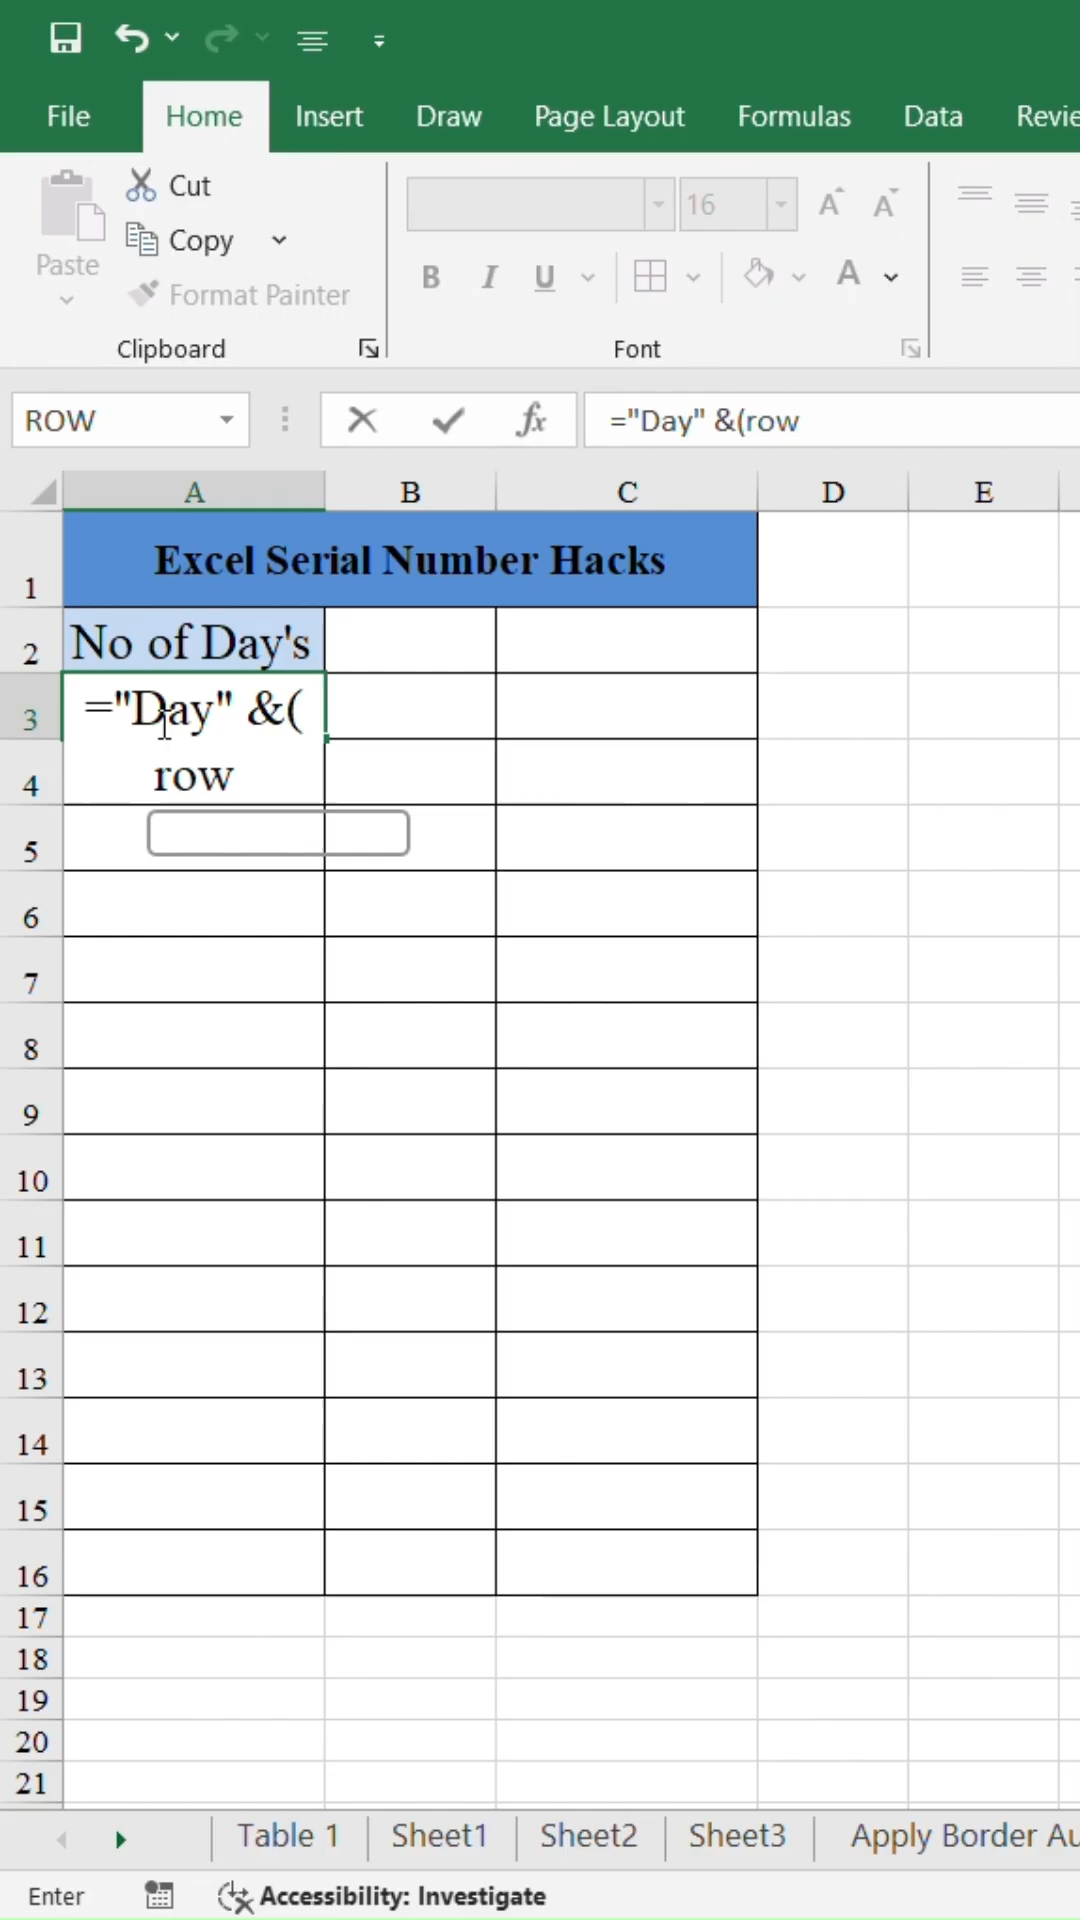 File Home Insert Draw Page Layout Formulas Data Revie
Cut
Copy
Paste
Format Painter
Clipboard
16
A A
B I U A
Font
ROW
fx
="Day" &(row
A B C D E
1 Excel Serial Number Hacks
2 No of Day's
3 ="Day" &(
4 row
5
6
7
8
9
10
11
12
13
14
15
16
17
18
19
20
21
Table 1 Sheet1 Sheet2 Sheet3 Apply Border Au
Enter Accessibility: Investigate